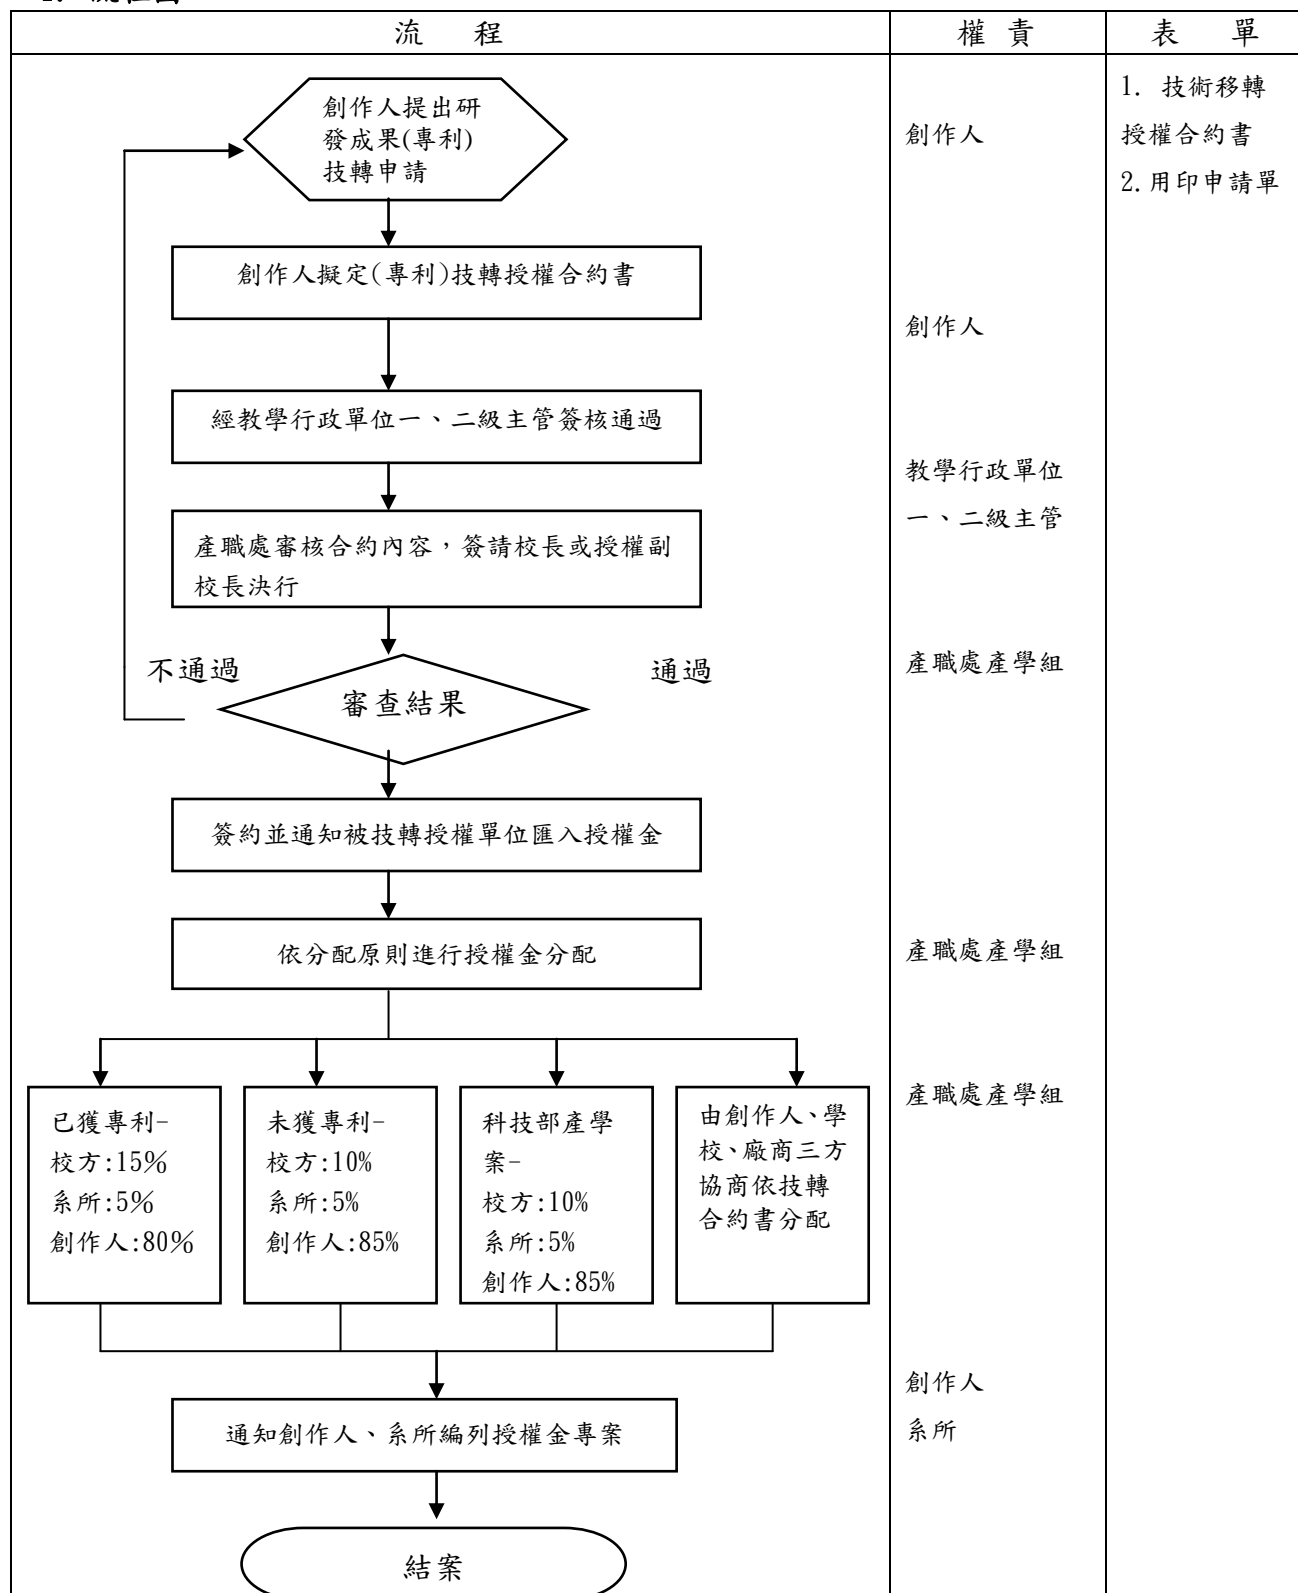 流　程
權 責
表　單
創作人提出研
發成果(專利)
技轉申請
創作人
1. 技術移轉
授權合約書
2.用印申請單
創作人擬定(專利)技轉授權合約書
創作人
經教學行政單位一、二級主管簽核通過
教學行政單位
一、二級主管
產職處審核合約內容，簽請校長或授權副
校長決行
不通過
通過
審查結果
產職處產學組
簽約並通知被技轉授權單位匯入授權金
依分配原則進行授權金分配
產職處產學組
已獲專利-
校方:15%
系所:5%
創作人:80%
未獲專利-
校方:10%
系所:5%
創作人:85%
科技部產學
案-
校方:10%
系所:5%
創作人:85%
由創作人、學
校、廠商三方
協商依技轉
合約書分配
產職處產學組
通知創作人、系所編列授權金專案
創作人
系所
結案